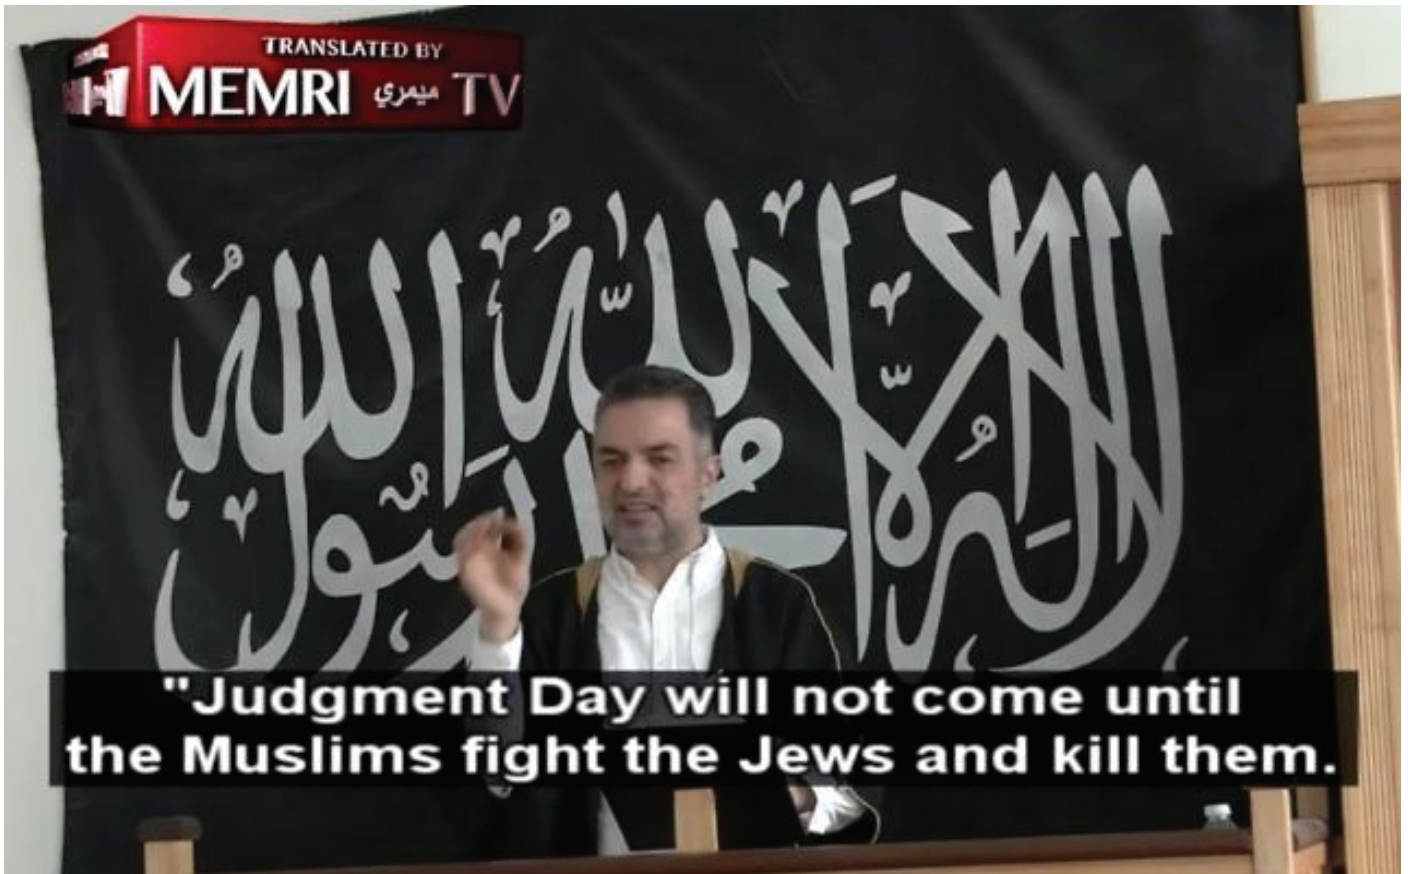 TRANSLATED BY
MEMRI ميمري TV
لا إله إلا الله محمد رسول الله
"Judgment Day will not come until
the Muslims fight the Jews and kill them.